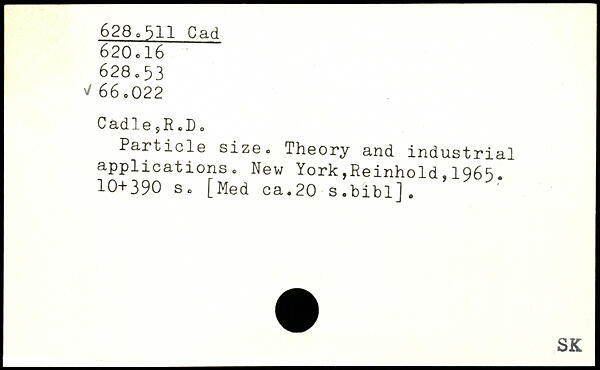 628.511 Cad
620.16
628.53
√ 66.022
Cadle,R.D.
Particle size. Theory and industrial
applications. New York,Reinhold,1965.
10+390 s. [Med ca.20 s.bibl].
SK